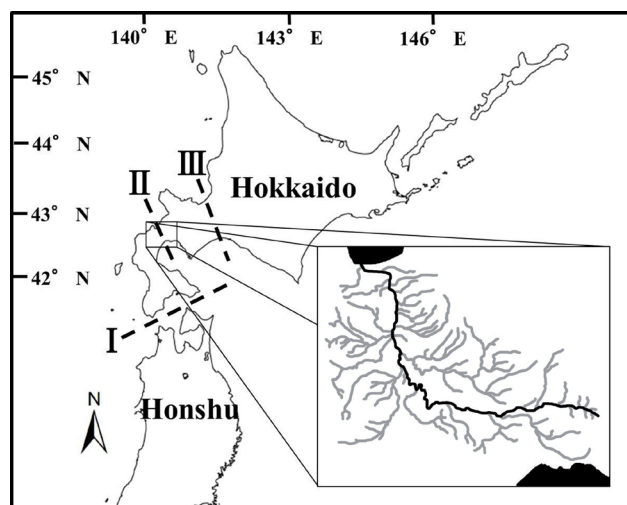 140° E 143° E 146° E
45° N
44° N
43° N
42° N
III
II
Hokkaido
I
N
Honshu